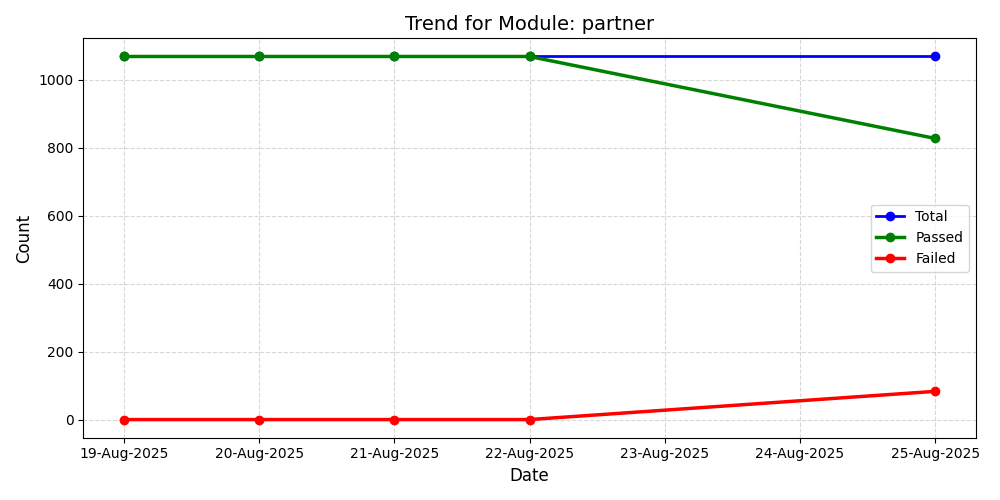 Trend for Module: partner
Count
1000
800
600
400
200
0
Total
Passed
Failed
19-Aug-2025
20-Aug-2025
21-Aug-2025
22-Aug-2025
23-Aug-2025
24-Aug-2025
25-Aug-2025
Date